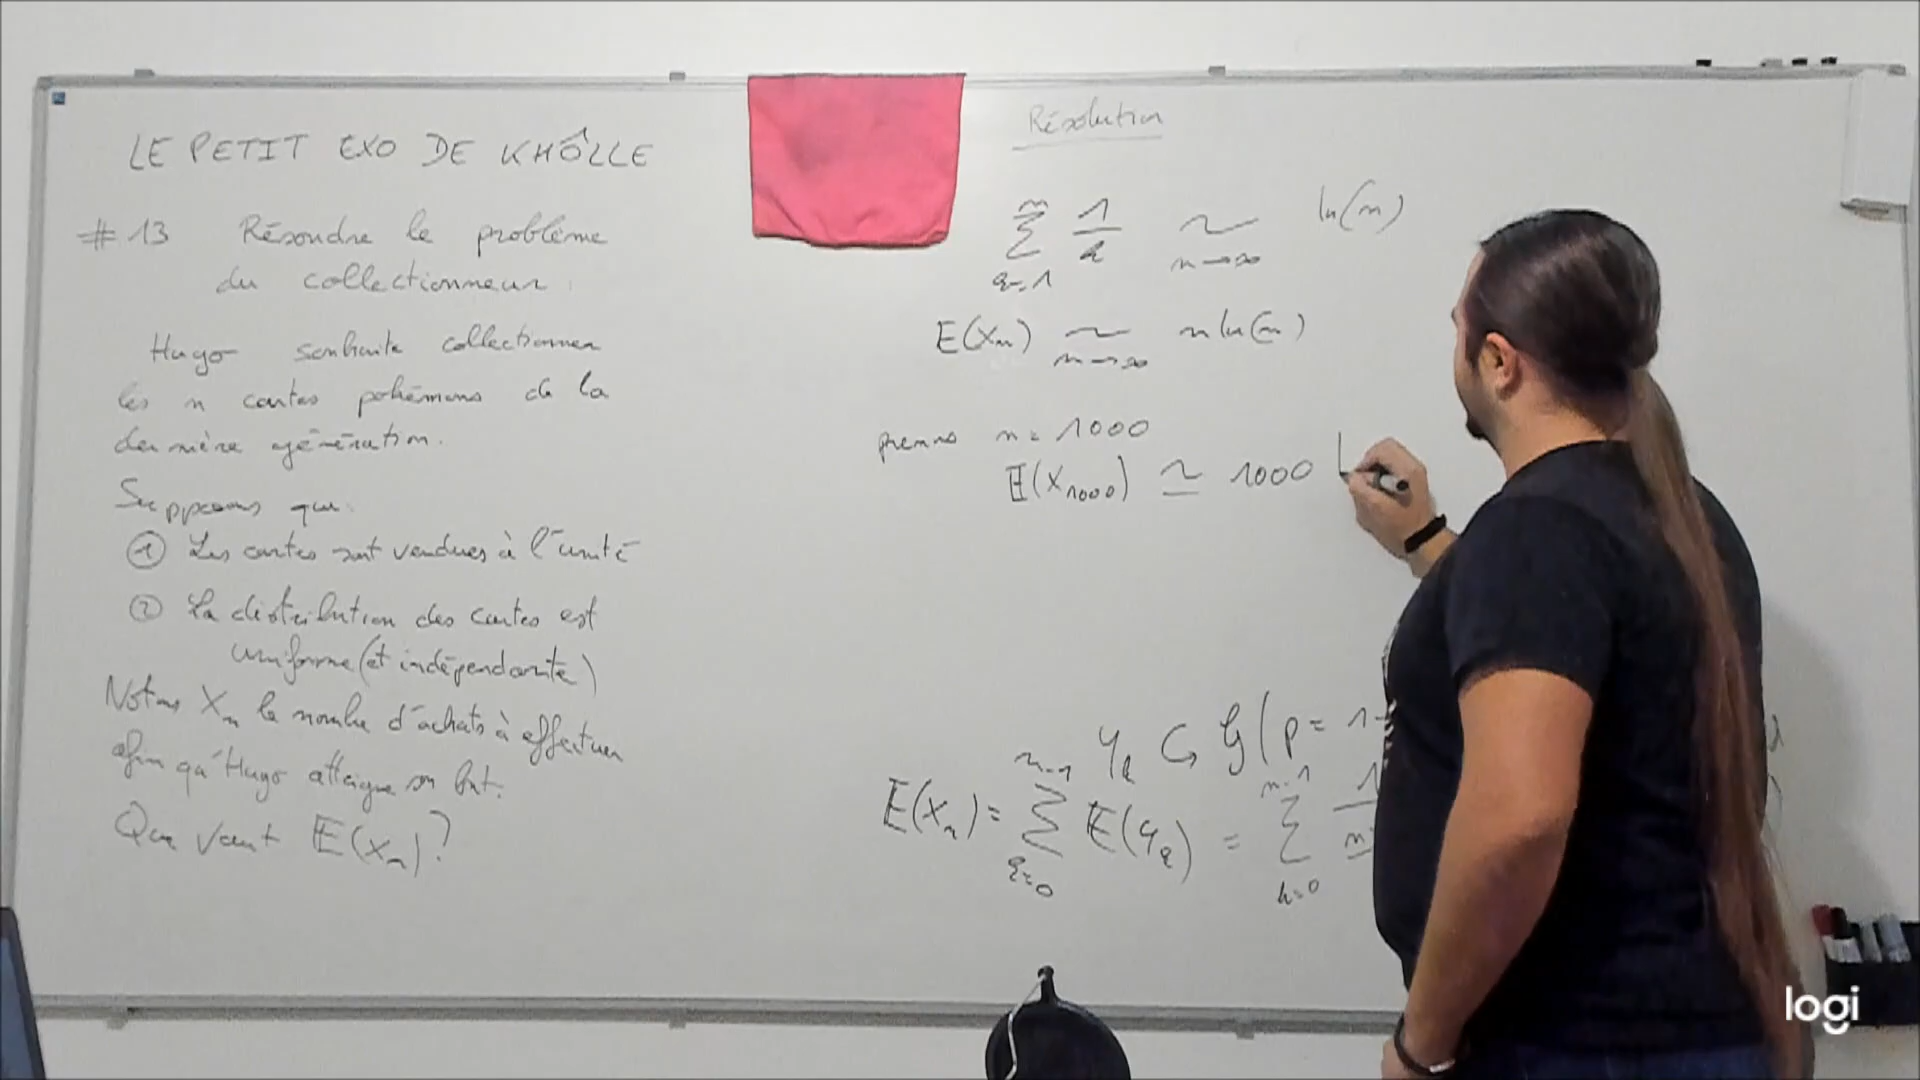 LE PETIT EXO DE KHÔLLE
#13 Résoudre le problème
du collectionneur.
Hugo souhaite collectionner
les n cartes pokémons de la
dernière génération.
Supposons que:
① Les cartes sont vendues à l'unité
② La distribution des cartes est
uniforme (et indépendante)
Notons Xn le nombre d'achats à effectuer
afin qu'Hugo atteigne son but.
Que vaut E(Xn)?
Résolution
∑_{k=1}^{n} 1/k ~_{n→∞} ln(n)
E(Xn) ~_{n→∞} n ln(n)
prenons n = 1000
E(X1000) ≃ 1000 l
Yk ↪ G(p = 1-
E(Xn) = ∑_{k=0}^{n-1} E(Yk) = ∑_{k=0}^{n-1}
logi